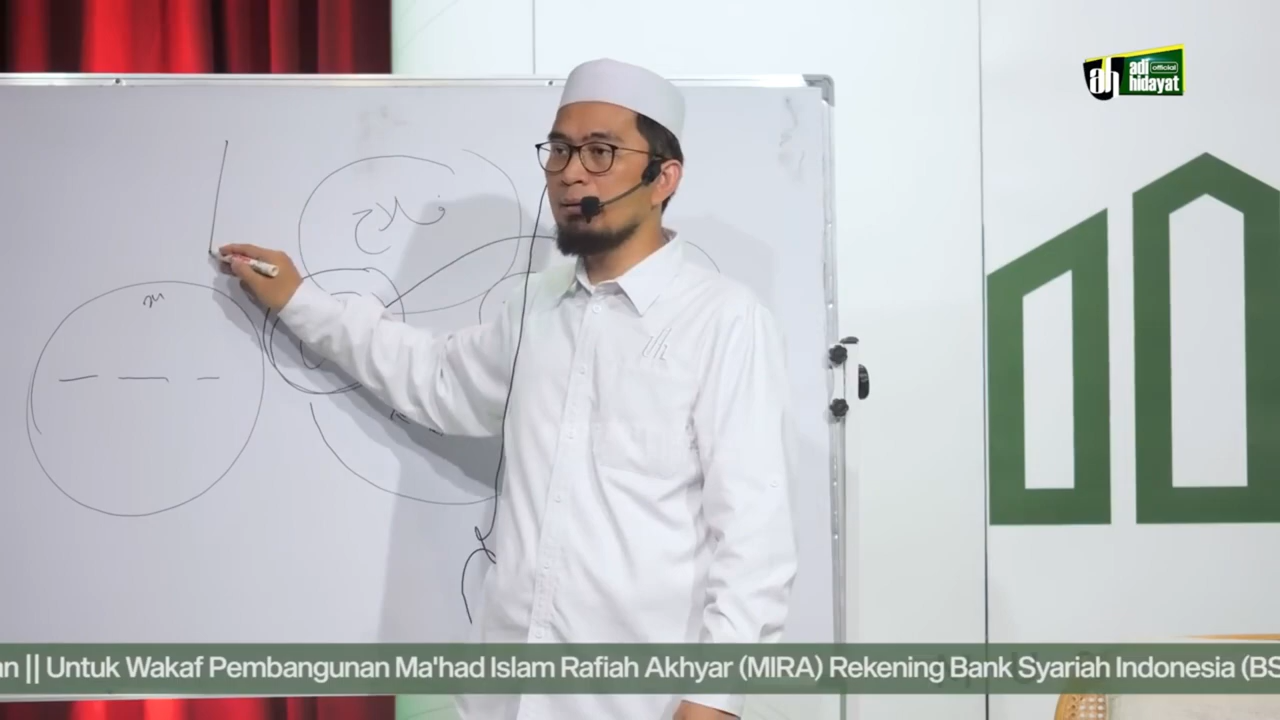 ah adi official hidayat
فلاح
an || Untuk Wakaf Pembangunan Ma'had Islam Rafiah Akhyar (MIRA) Rekening Bank Syariah Indonesia (BS